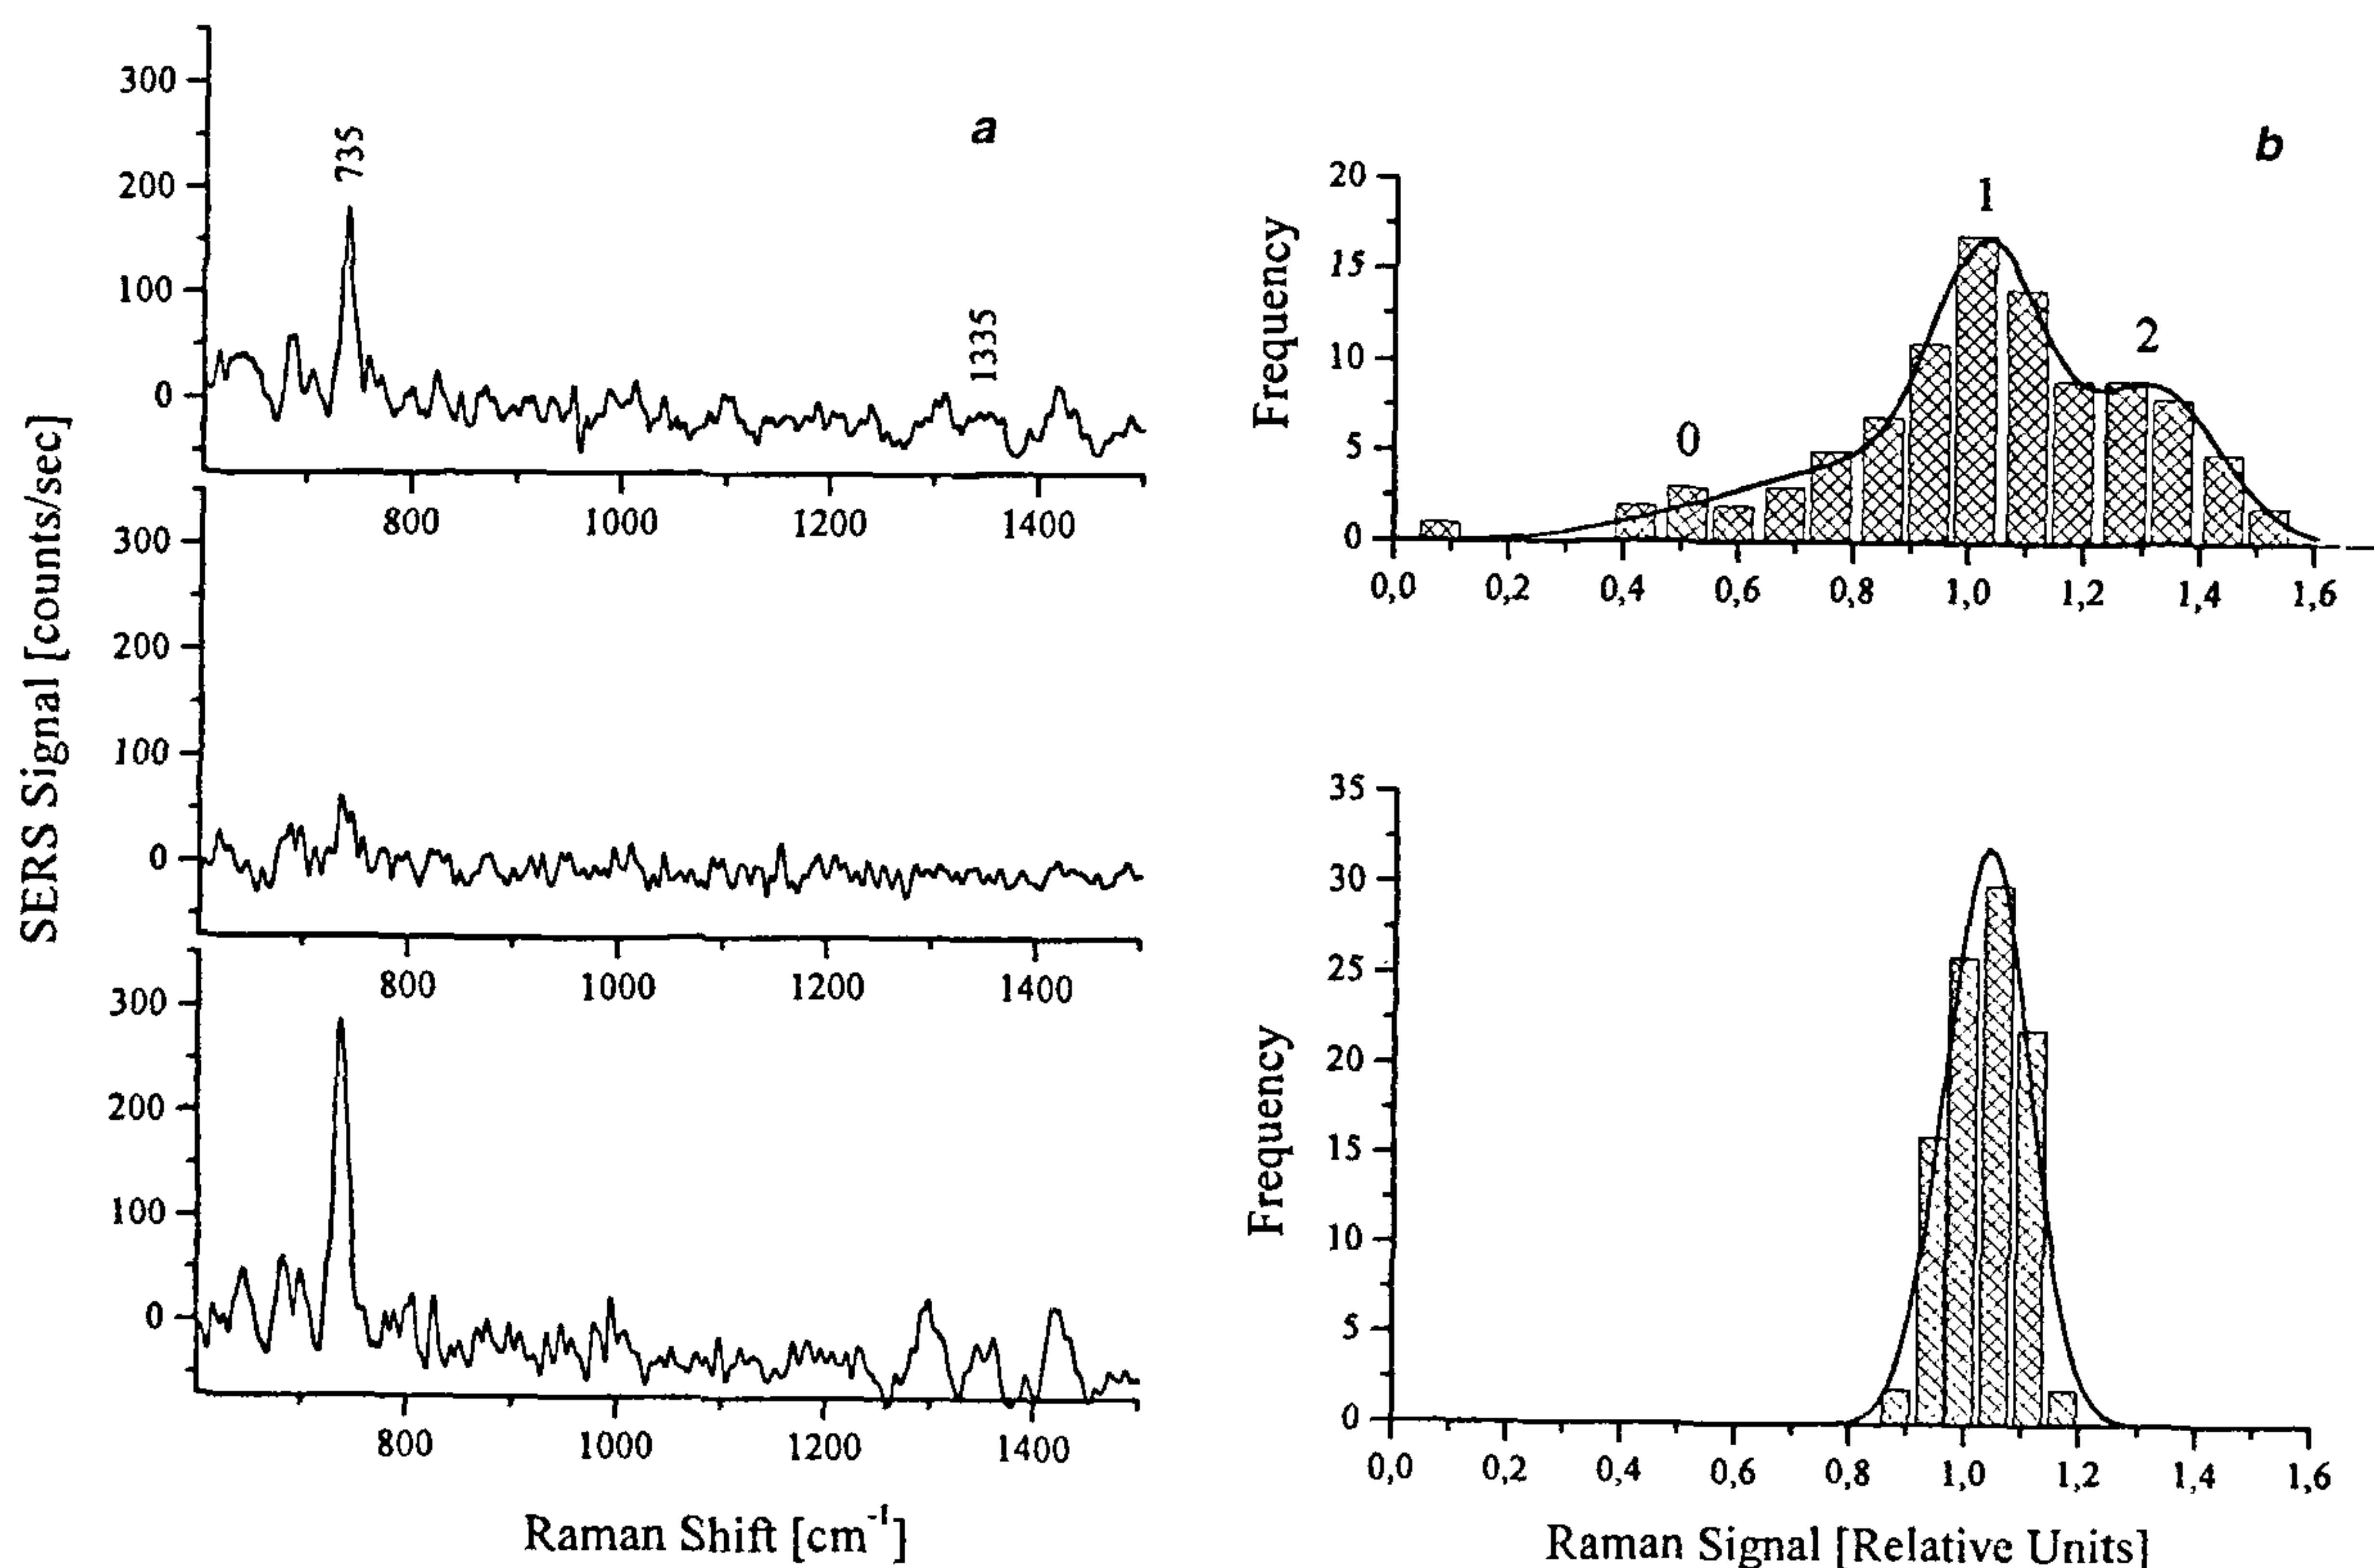 SERS Signal [counts/sec]
a
300
200
100
0
735
1335
800 1000 1200 1400
300
200
100
0
800 1000 1200 1400
300
200
100
0
800 1000 1200 1400
Raman Shift [cm⁻¹]
b
Frequency
20
15
10
5
0
0
1
2
0,0 0,2 0,4 0,6 0,8 1,0 1,2 1,4 1,6
Frequency
35
30
25
20
15
10
5
0
0,0 0,2 0,4 0,6 0,8 1,0 1,2 1,4 1,6
Raman Signal [Relative Units]